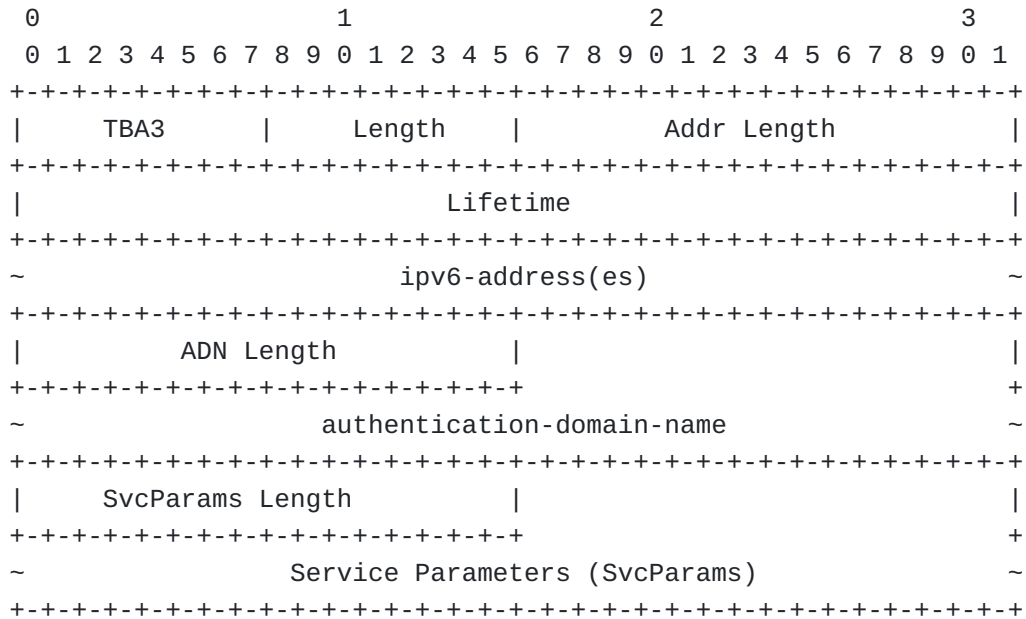 0                   1                   2                   3
 0 1 2 3 4 5 6 7 8 9 0 1 2 3 4 5 6 7 8 9 0 1 2 3 4 5 6 7 8 9 0 1
+-+-+-+-+-+-+-+-+-+-+-+-+-+-+-+-+-+-+-+-+-+-+-+-+-+-+-+-+-+-+-+-+
|     TBA3      |     Length    |         Addr Length           |
+-+-+-+-+-+-+-+-+-+-+-+-+-+-+-+-+-+-+-+-+-+-+-+-+-+-+-+-+-+-+-+-+
|                           Lifetime                            |
+-+-+-+-+-+-+-+-+-+-+-+-+-+-+-+-+-+-+-+-+-+-+-+-+-+-+-+-+-+-+-+-+
~                        ipv6-address(es)                       ~
+-+-+-+-+-+-+-+-+-+-+-+-+-+-+-+-+-+-+-+-+-+-+-+-+-+-+-+-+-+-+-+-+
|          ADN Length           |                               |
+-+-+-+-+-+-+-+-+-+-+-+-+-+-+-+-+                               +
~                   authentication-domain-name                  ~
+-+-+-+-+-+-+-+-+-+-+-+-+-+-+-+-+-+-+-+-+-+-+-+-+-+-+-+-+-+-+-+-+
|     SvcParams Length          |                               |
+-+-+-+-+-+-+-+-+-+-+-+-+-+-+-+-+                               +
~                 Service Parameters (SvcParams)                ~
+-+-+-+-+-+-+-+-+-+-+-+-+-+-+-+-+-+-+-+-+-+-+-+-+-+-+-+-+-+-+-+-+